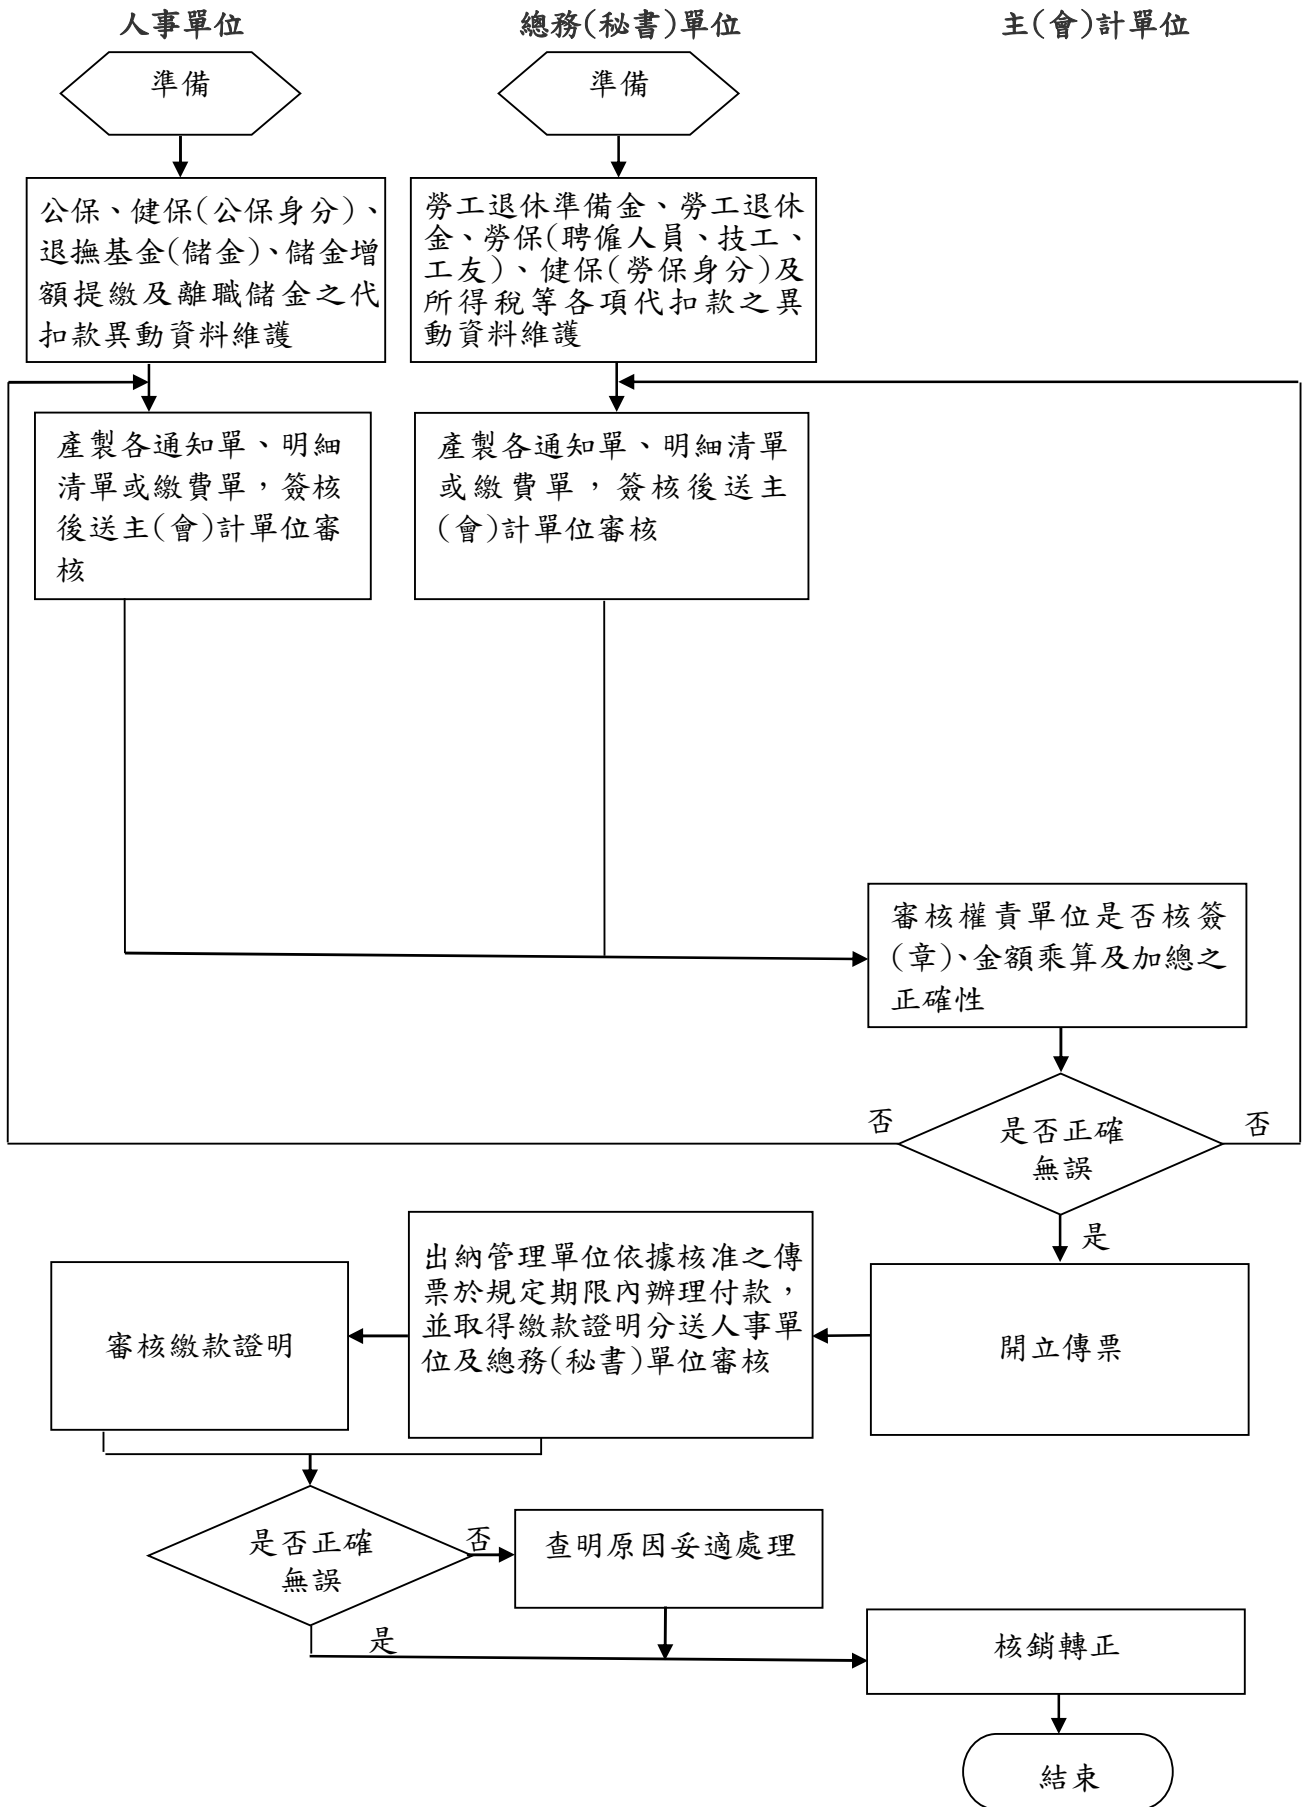 人事單位
總務(秘書)單位
主(會)計單位
準備
準備
公保、健保(公保身分)、
退撫基金(儲金)、儲金增
額提繳及離職儲金之代
扣款異動資料維護
勞工退休準備金、勞工退休
金、勞保(聘僱人員、技工、
工友)、健保(勞保身分)及
所得稅等各項代扣款之異
動資料維護
產製各通知單、明細
清單或繳費單，簽核
後送主(會)計單位審
核
產製各通知單、明細清單
或繳費單，簽核後送主
(會)計單位審核
審核權責單位是否核簽
(章)、金額乘算及加總之
正確性
否
是否正確
無誤
否
是
審核繳款證明
出納管理單位依據核准之傳
票於規定期限內辦理付款，
並取得繳款證明分送人事單
位及總務(秘書)單位審核
開立傳票
是否正確
無誤
否
查明原因妥適處理
是
核銷轉正
結束